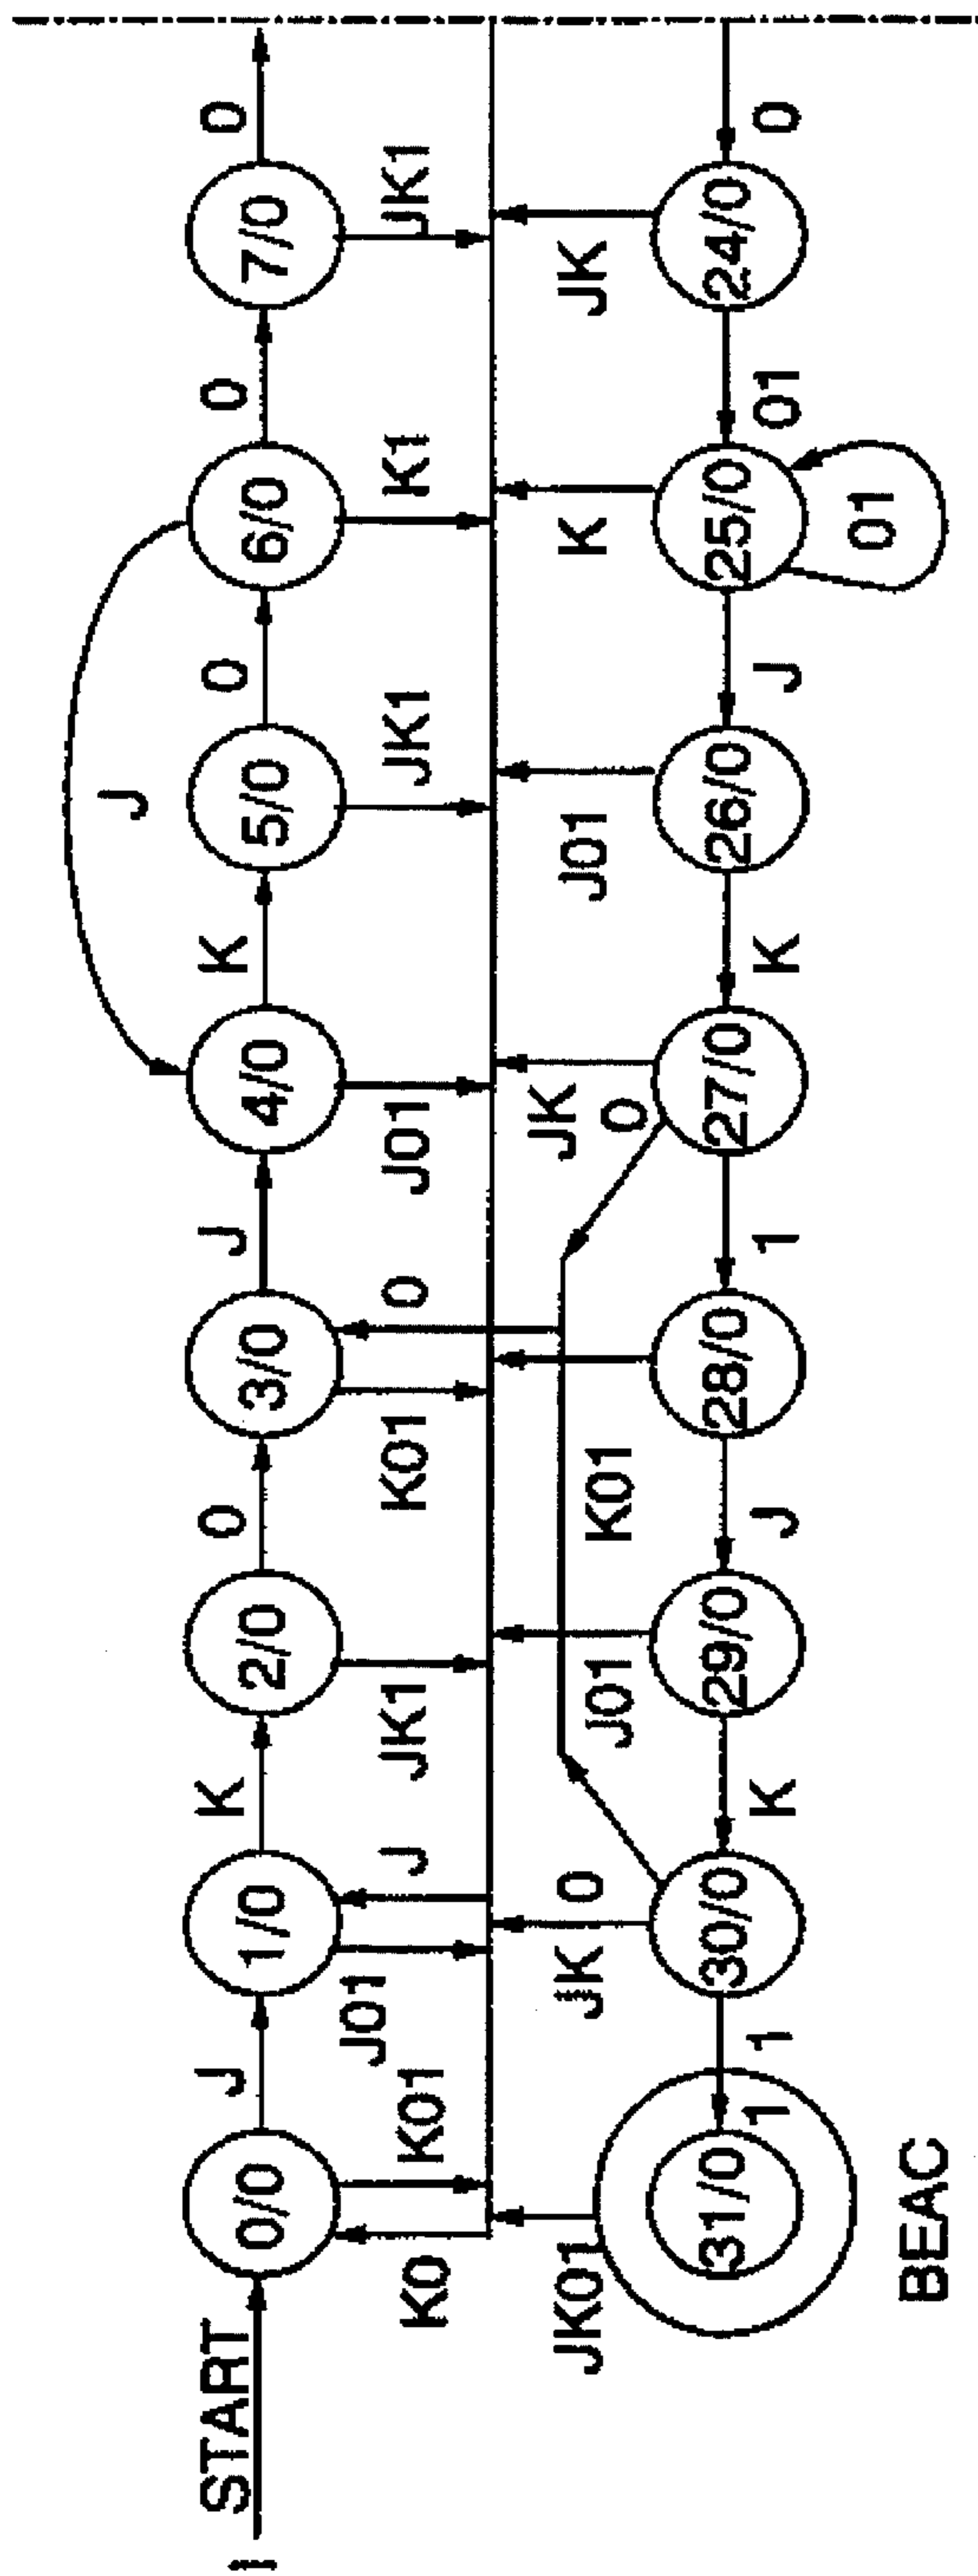 J
START J K 0 J K 0 0 0
1 0/0 1/0 2/0 3/0 4/0 5/0 6/0 7/0
K0 K01 J01 J JK1 K01 0 J01 JK1 K1 JK1
JK01 JK 0 J01 K01 JK 0 J01 K JK
31/0 30/0 29/0 28/0 27/0 26/0 25/0 24/0
1 1 K J 1 K J 01 0
01
BEAC